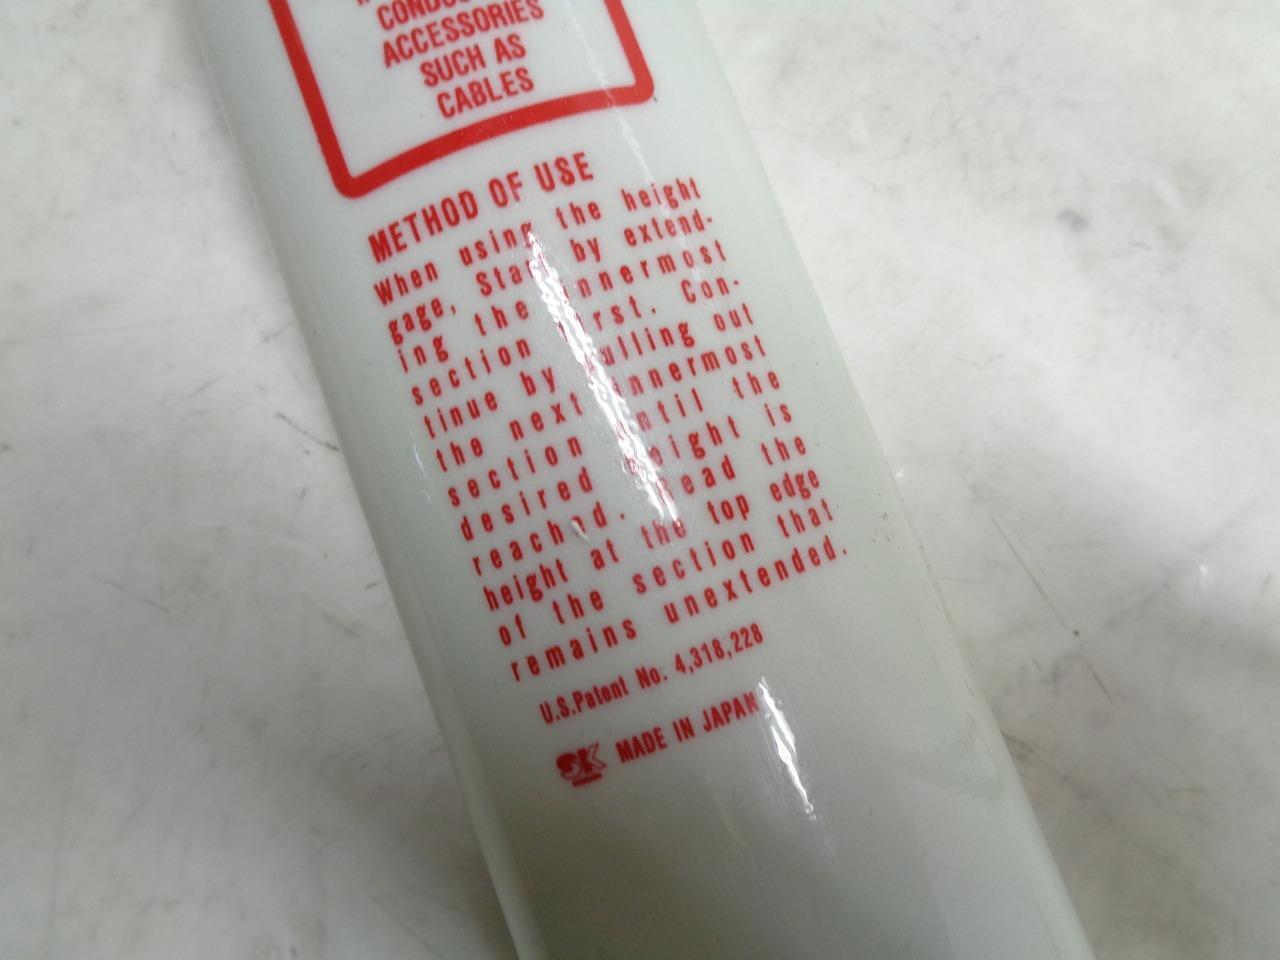 ACCESSORIES
SUCH AS
CABLES
METHOD OF USE
When using the height
gage, Start by extend-
ing the innermost
section first. Con-
tinue by pulling out
the next innermost
section until the
desired height is
reached. Read the
height at the top edge
of the section that
remains unextended.
U.S.Patent No. 4,318,228
SK MADE IN JAPAN